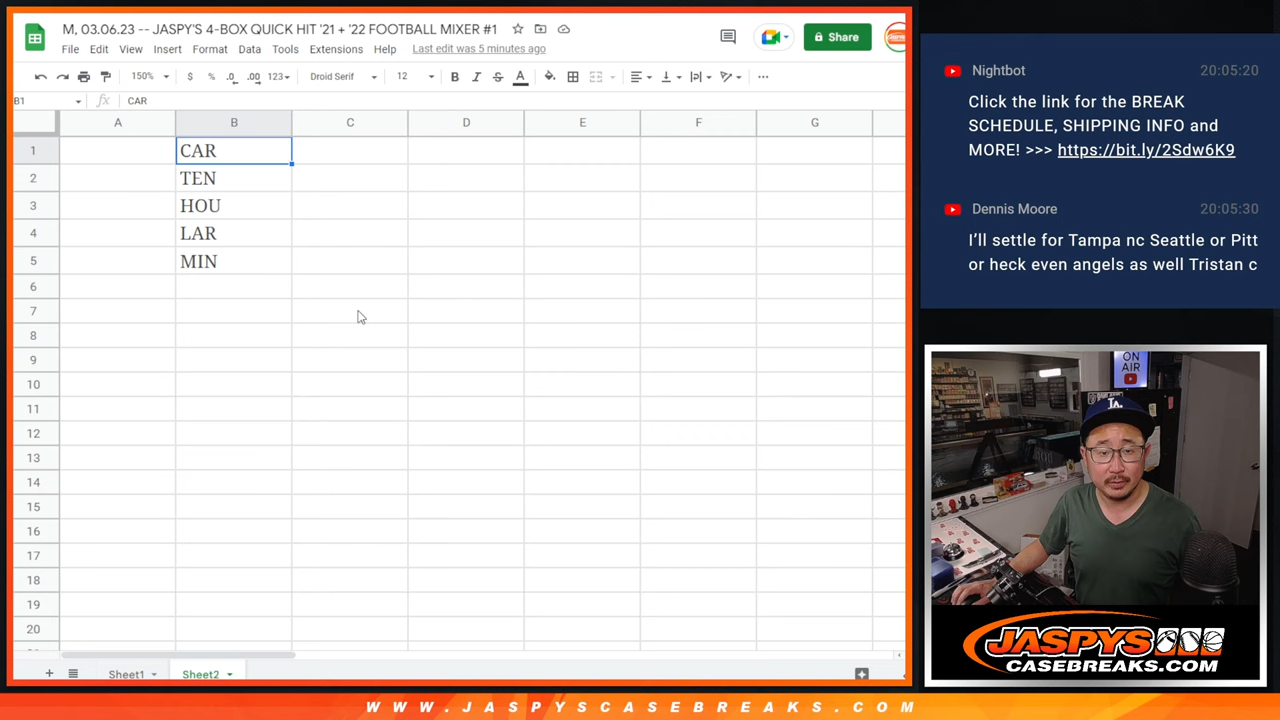 M, 03.06.23 -- JASPY'S 4-BOX QUICK HIT '21 + '22 FOOTBALL MIXER #1
File Edit View Insert Format Data Tools Extensions Help Last edit was 5 minutes ago
Share
150% $ % .0 .00 123 Droid Serif 12 B I S A
B1 fx CAR
A B C D E F G
1 CAR
2 TEN
3 HOU
4 LAR
5 MIN
6
7
8
9
10
11
12
13
14
15
16
17
18
19
20
Sheet1 Sheet2
Nightbot 20:05:20
Click the link for the BREAK
SCHEDULE, SHIPPING INFO and
MORE! >>> https://bit.ly/2Sdw6K9
Dennis Moore 20:05:30
I'll settle for Tampa nc Seattle or Pitt
or heck even angels as well Tristan c
ON
AIR
LA
JASPYS
CASEBREAKS.COM
WWW.JASPYSCASEBREAKS.COM